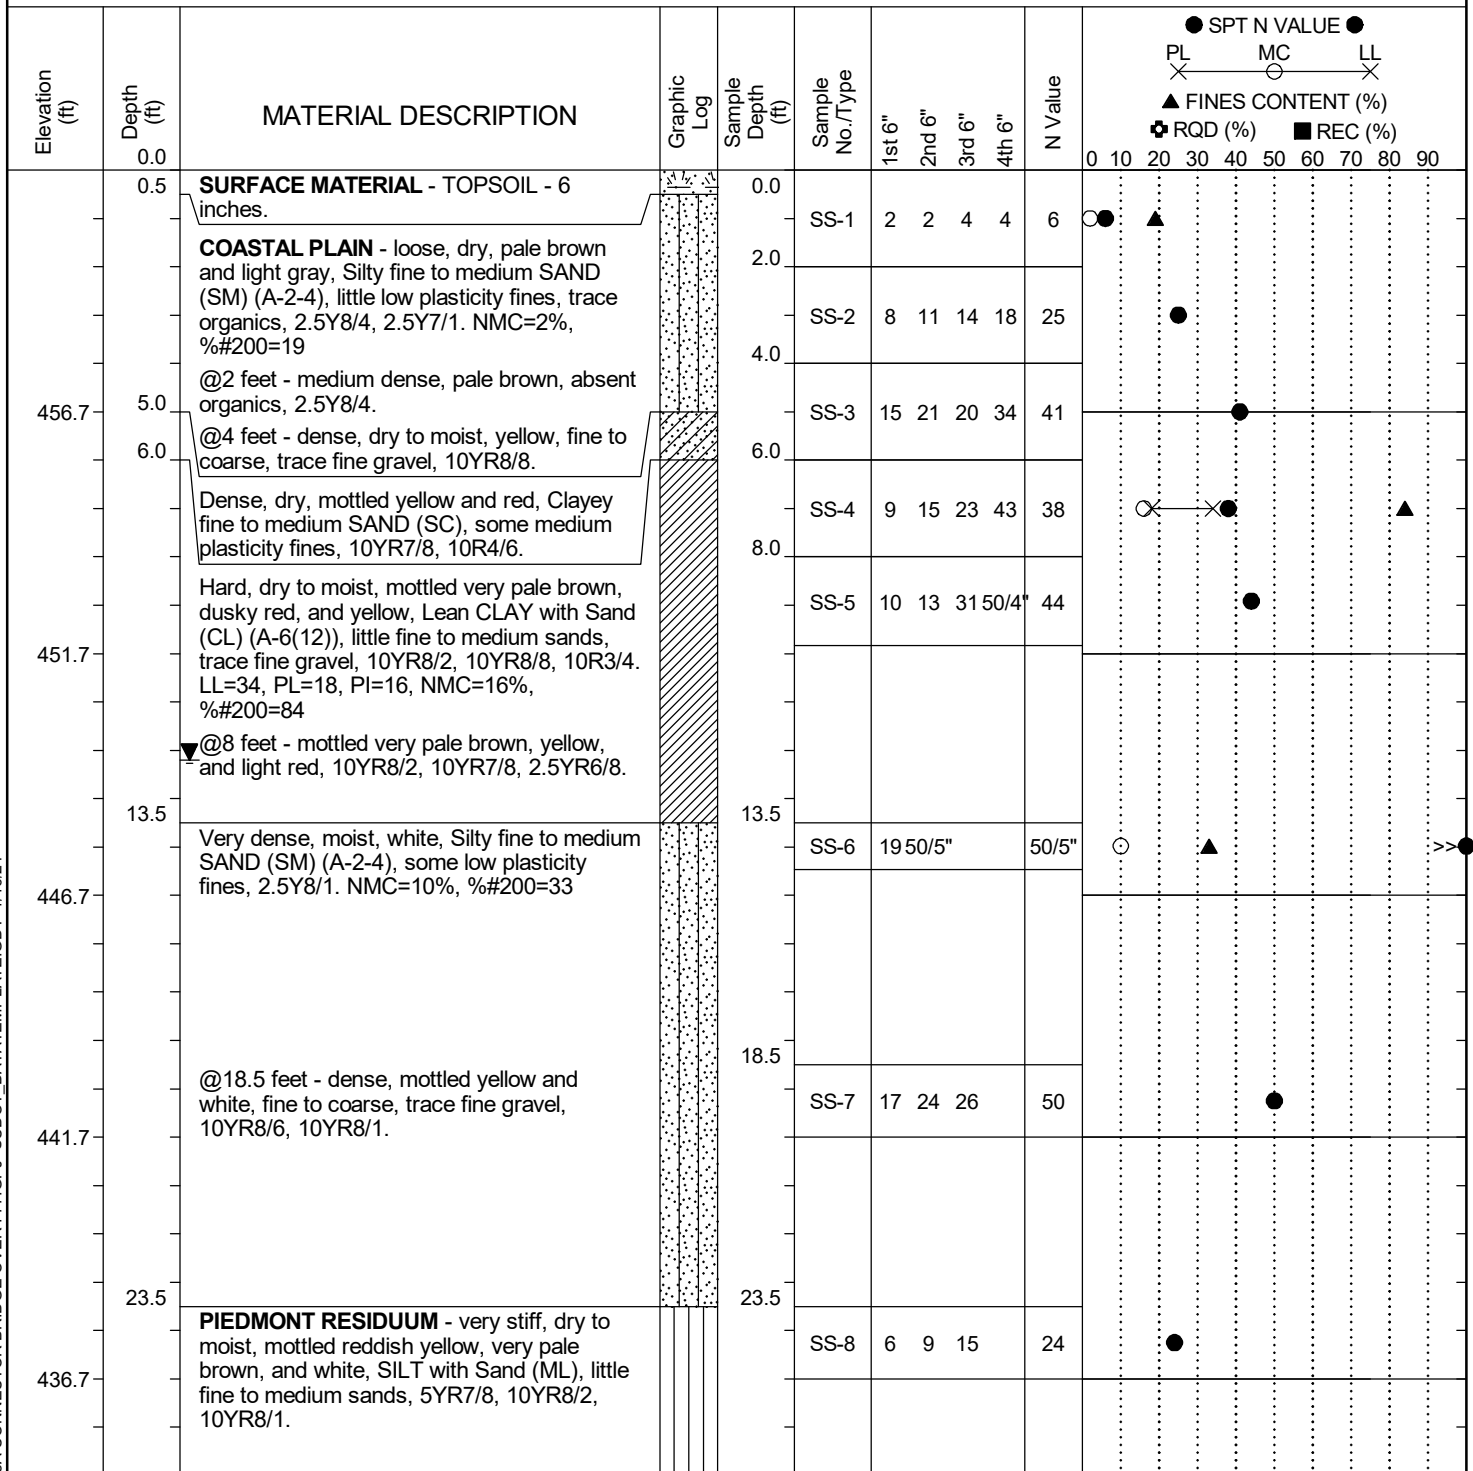 Elevation (ft)
Depth (ft)
MATERIAL DESCRIPTION
Graphic Log
Sample Depth (ft)
Sample No./Type
1st 6"
2nd 6"
3rd 6"
4th 6"
N Value
● SPT N VALUE ●
PL MC LL
▲ FINES CONTENT (%)
RQD (%) ■ REC (%)
0 10 20 30 40 50 60 70 80 90
0.0
0.5
SURFACE MATERIAL - TOPSOIL - 6
inches.
COASTAL PLAIN - loose, dry, pale brown
and light gray, Silty fine to medium SAND
(SM) (A-2-4), little low plasticity fines, trace
organics, 2.5Y8/4, 2.5Y7/1. NMC=2%,
%#200=19
@2 feet - medium dense, pale brown, absent
organics, 2.5Y8/4.
456.7
5.0
@4 feet - dense, dry to moist, yellow, fine to
coarse, trace fine gravel, 10YR8/8.
6.0
Dense, dry, mottled yellow and red, Clayey
fine to medium SAND (SC), some medium
plasticity fines, 10YR7/8, 10R4/6.
Hard, dry to moist, mottled very pale brown,
dusky red, and yellow, Lean CLAY with Sand
(CL) (A-6(12)), little fine to medium sands,
trace fine gravel, 10YR8/2, 10YR8/8, 10R3/4.
LL=34, PL=18, PI=16, NMC=16%,
%#200=84
451.7
@8 feet - mottled very pale brown, yellow,
and light red, 10YR8/2, 10YR7/8, 2.5YR6/8.
13.5
Very dense, moist, white, Silty fine to medium
SAND (SM) (A-2-4), some low plasticity
fines, 2.5Y8/1. NMC=10%, %#200=33
446.7
@18.5 feet - dense, mottled yellow and
white, fine to coarse, trace fine gravel,
10YR8/6, 10YR8/1.
441.7
23.5
PIEDMONT RESIDUUM - very stiff, dry to
moist, mottled reddish yellow, very pale
brown, and white, SILT with Sand (ML), little
fine to medium sands, 5YR7/8, 10YR8/2,
10YR8/1.
436.7
0.0
SS-1 2 2 4 4 6
2.0
SS-2 8 11 14 18 25
4.0
SS-3 15 21 20 34 41
6.0
SS-4 9 15 23 43 38
8.0
SS-5 10 13 31 50/4" 44
13.5
SS-6 19 50/5" 50/5"
>>
18.5
SS-7 17 24 26 50
23.5
SS-8 6 9 15 24